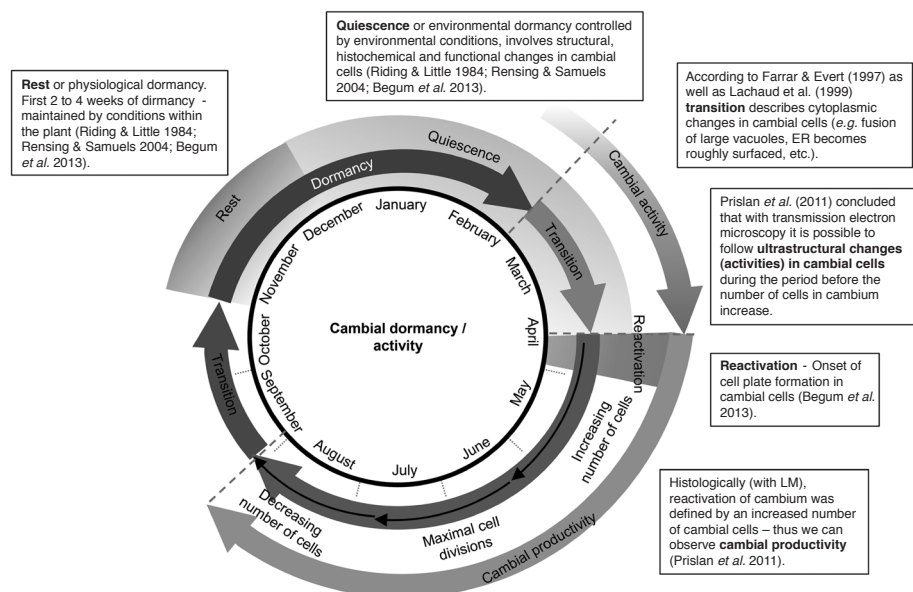 Quiescence or environmental dormancy controlled
by environmental conditions, involves structural,
histochemical and functional changes in cambial
cells (Riding & Little 1984; Rensing & Samuels
2004; Begum et al. 2013).
Rest or physiological dormancy.
First 2 to 4 weeks of dirmancy -
maintained by conditions within
the plant (Riding & Little 1984;
Rensing & Samuels 2004; Begum
et al. 2013).
According to Farrar & Evert (1997) as
well as Lachaud et al. (1999)
transition describes cytoplasmic
changes in cambial cells (e.g. fusion
of large vacuoles, ER becomes
roughly surfaced, etc.).
Prislan et al. (2011) concluded
that with transmission electron
microscopy it is possible to
follow ultrastructural changes
(activities) in cambial cells
during the period before the
number of cells in cambium
increase.
Reactivation - Onset of
cell plate formation in
cambial cells (Begum et al.
2013).
Histologically (with LM),
reactivation of cambium was
defined by an increased number
of cambial cells – thus we can
observe cambial productivity
(Prislan et al. 2011).
Rest
Quiescence
Dormancy
Transition
Cambial activity
Reactivation
Increasing
number of cells
Maximal cell
divisions
Decreasing
number of cells
Cambial productivity
Transition
January
February
March
April
May
June
July
August
September
October
November
December
Cambial dormancy /
activity